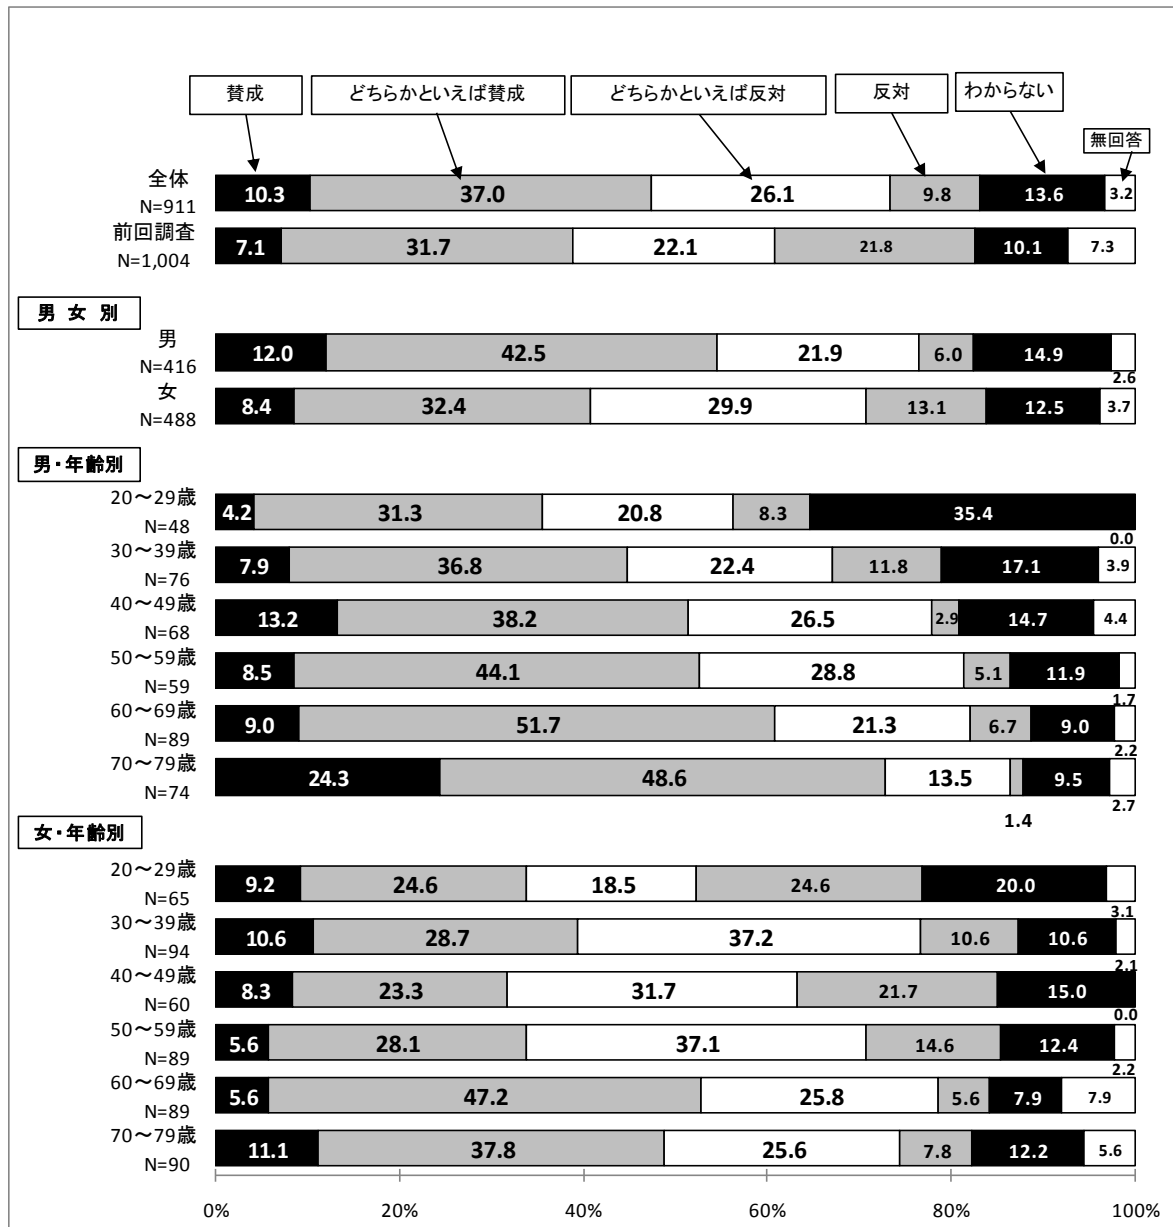 賛成 どちらかといえば賛成 どちらかといえば反対 反対 わからない
無回答
全体
N=911
10.3 37.0 26.1 9.8 13.6 3.2
前回調査
N=1,004
7.1 31.7 22.1 21.8 10.1 7.3
男 女 別
男
N=416
12.0 42.5 21.9 6.0 14.9
2.6
女
N=488
8.4 32.4 29.9 13.1 12.5 3.7
男・年齢別
20～29歳
N=48
4.2 31.3 20.8 8.3 35.4
0.0
30～39歳
N=76
7.9 36.8 22.4 11.8 17.1 3.9
40～49歳
N=68
13.2 38.2 26.5 2.9 14.7 4.4
50～59歳
N=59
8.5 44.1 28.8 5.1 11.9
1.7
60～69歳
N=89
9.0 51.7 21.3 6.7 9.0
2.2
70～79歳
N=74
24.3 48.6 13.5 9.5
2.7
1.4
女・年齢別
20～29歳
N=65
9.2 24.6 18.5 24.6 20.0
3.1
30～39歳
N=94
10.6 28.7 37.2 10.6 10.6
2.1
40～49歳
N=60
8.3 23.3 31.7 21.7 15.0
0.0
50～59歳
N=89
5.6 28.1 37.1 14.6 12.4
2.2
60～69歳
N=89
5.6 47.2 25.8 5.6 7.9 7.9
70～79歳
N=90
11.1 37.8 25.6 7.8 12.2 5.6
0% 20% 40% 60% 80% 100%